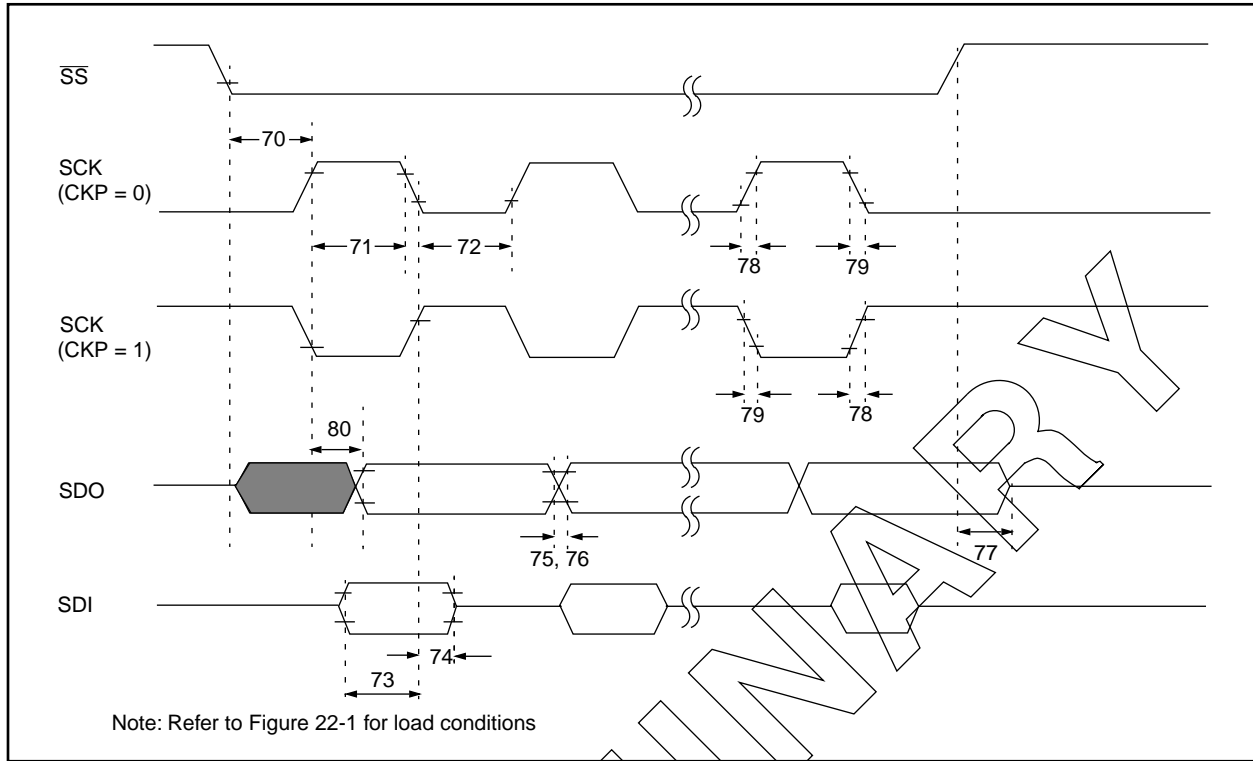 SS
70
SCK
(CKP = 0)
71
72
78
79
SCK
(CKP = 1)
79
78
80
SDO
75, 76
77
SDI
74
73
Note: Refer to Figure 22-1 for load conditions
INARY